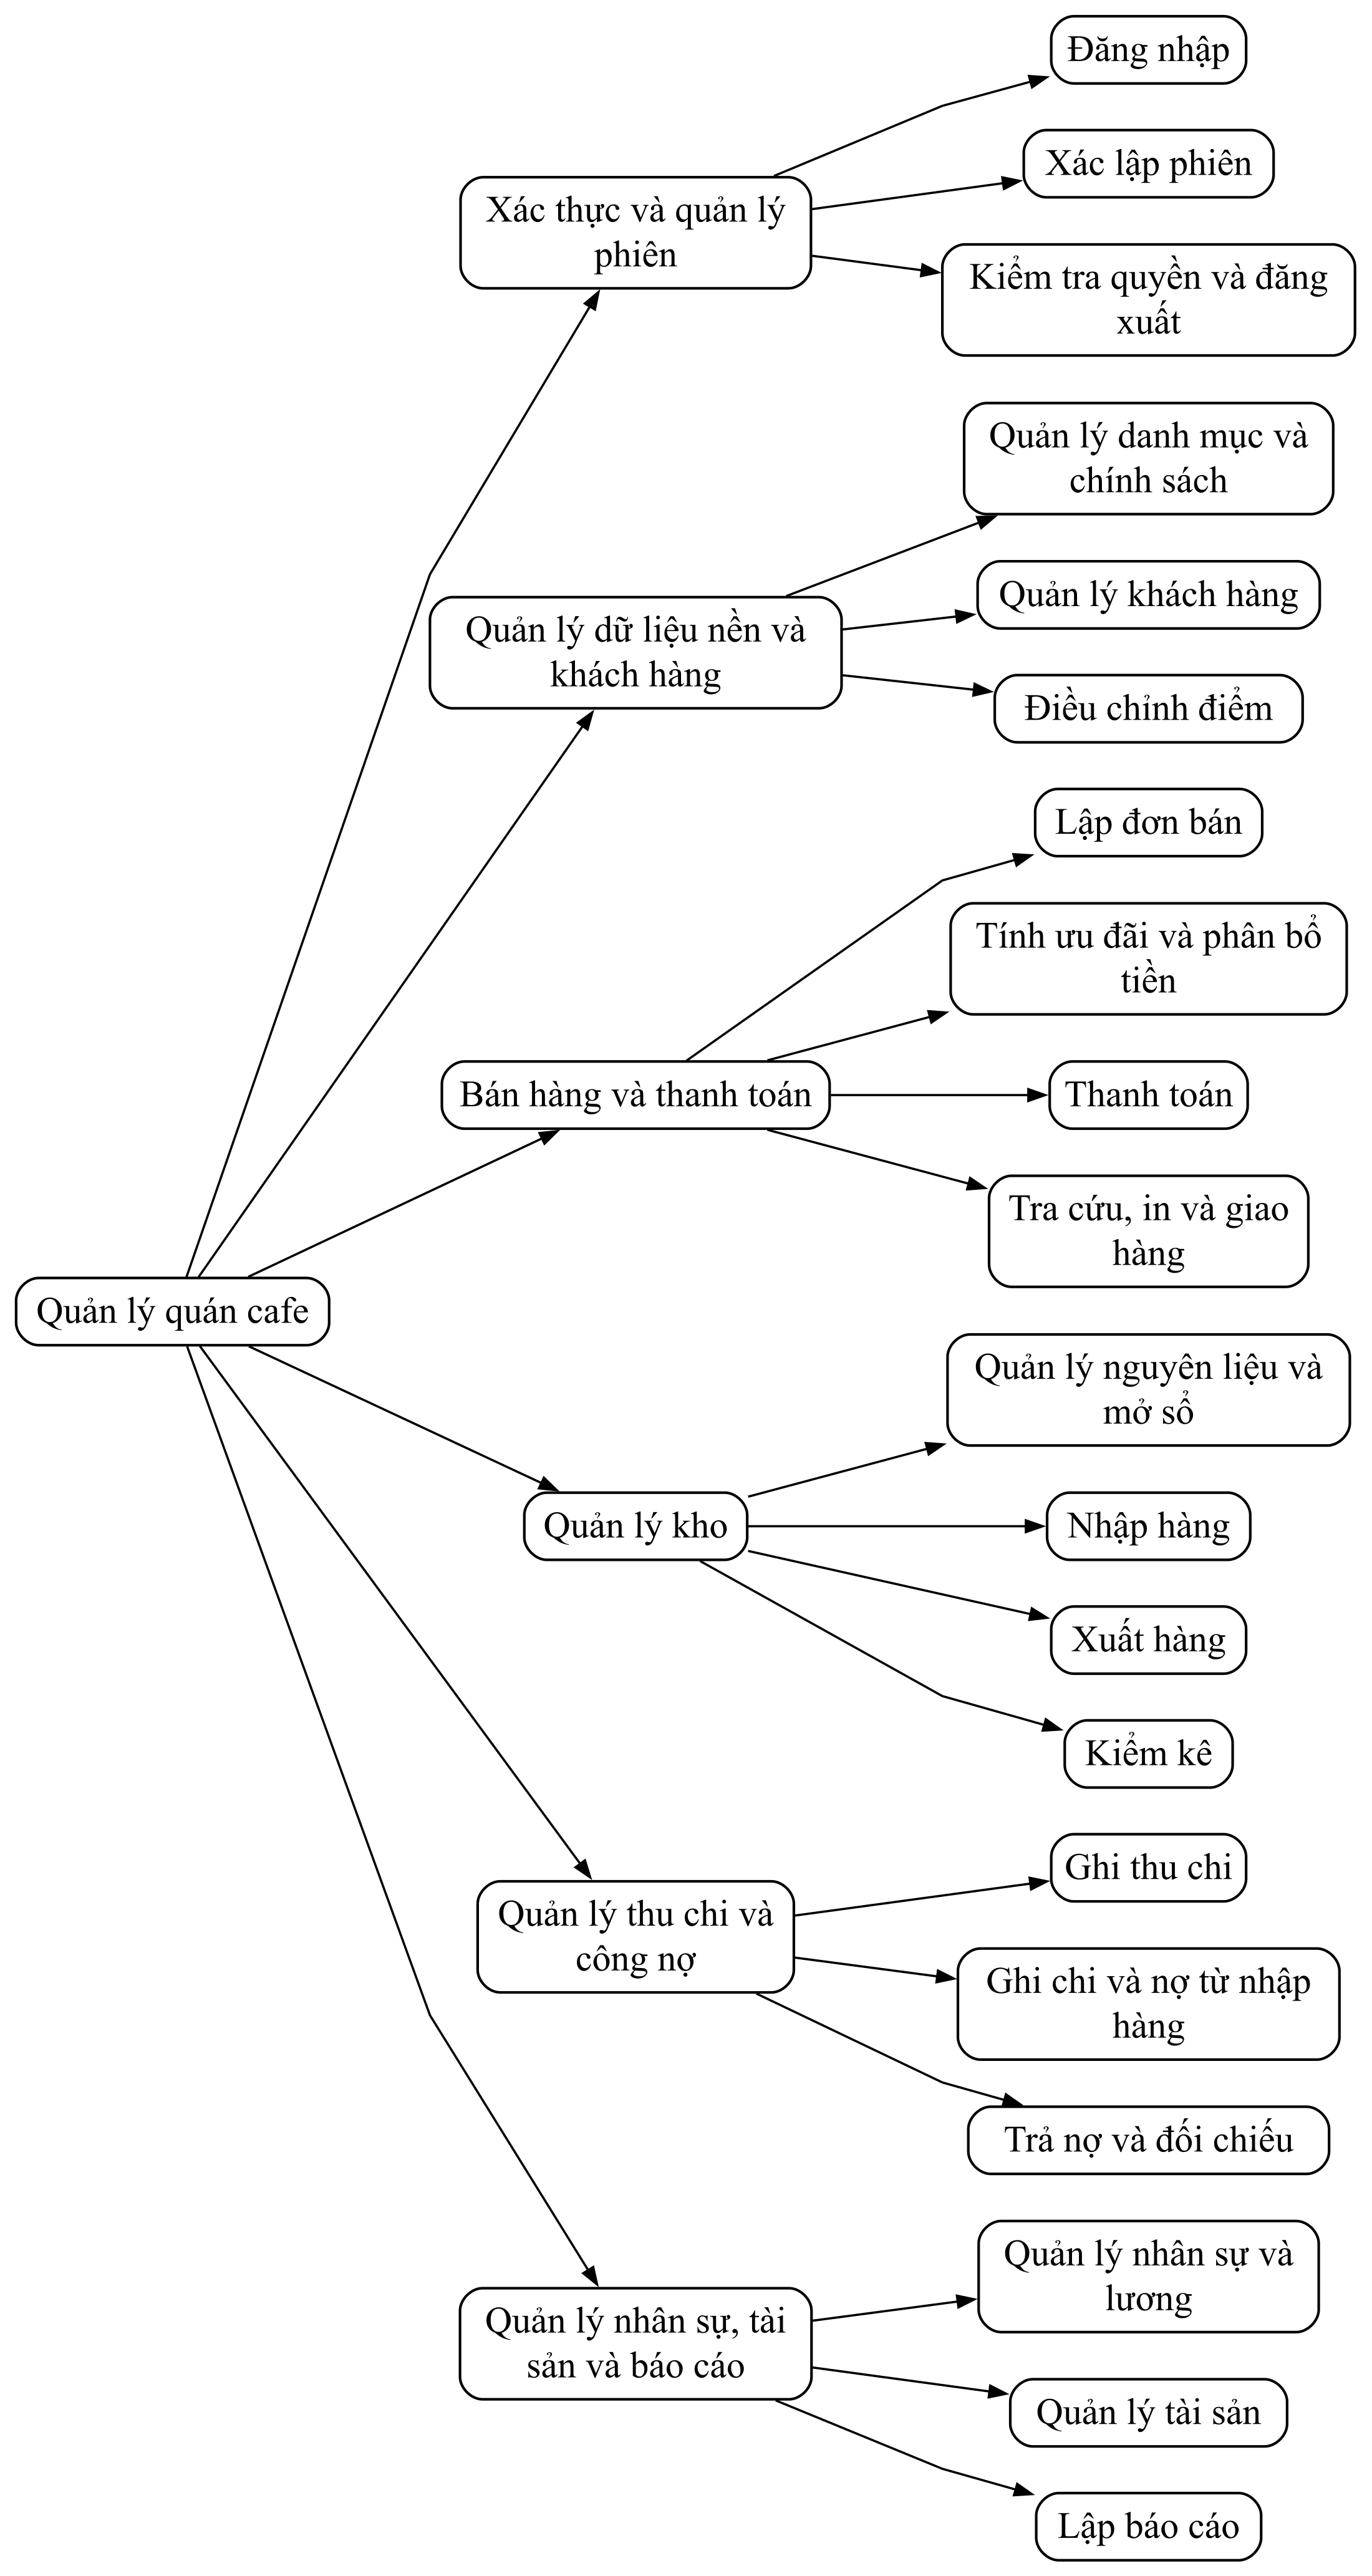 Đăng nhập
Xác lập phiên
Xác thực và quản lý
phiên
Kiểm tra quyền và đăng
xuất
Quản lý danh mục và
chính sách
Quản lý khách hàng
Quản lý dữ liệu nền và
khách hàng
Điều chỉnh điểm
Lập đơn bán
Tính ưu đãi và phân bổ
tiền
Bán hàng và thanh toán
Thanh toán
Tra cứu, in và giao
hàng
Quản lý quán cafe
Quản lý nguyên liệu và
mở sổ
Quản lý kho
Nhập hàng
Xuất hàng
Kiểm kê
Ghi thu chi
Quản lý thu chi và
công nợ
Ghi chi và nợ từ nhập
hàng
Trả nợ và đối chiếu
Quản lý nhân sự và
lương
Quản lý nhân sự, tài
sản và báo cáo
Quản lý tài sản
Lập báo cáo